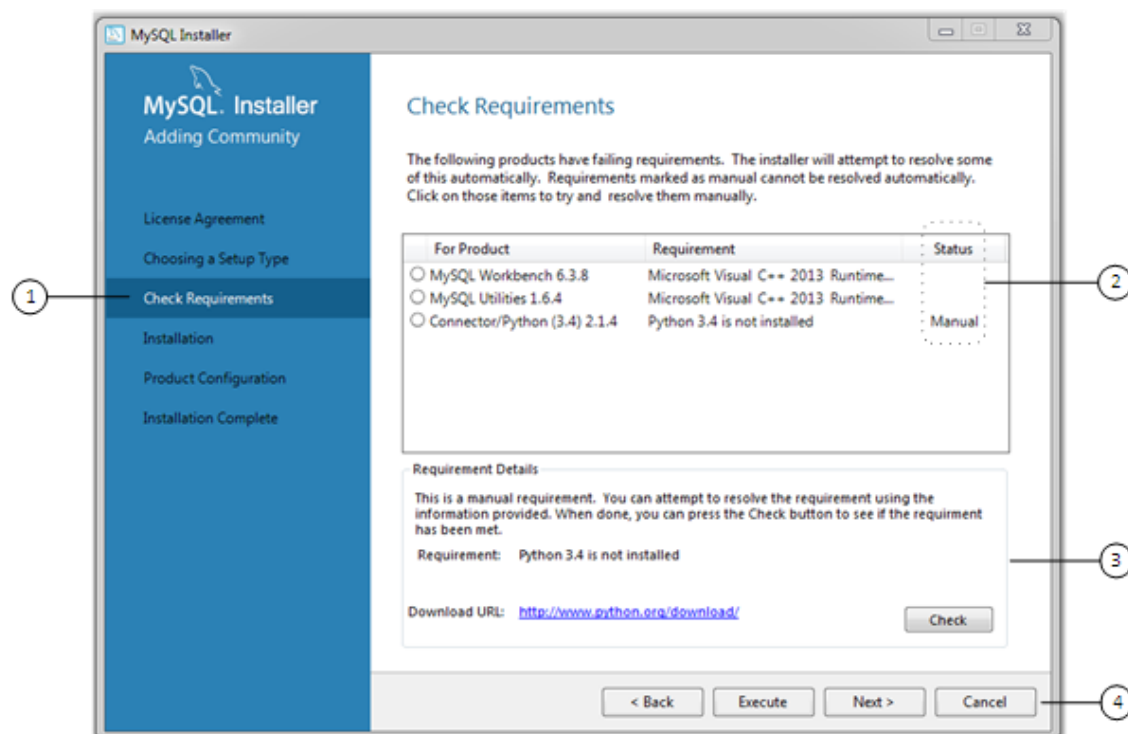 MySQL Installer
MySQL. Installer
Adding Community
License Agreement
Choosing a Setup Type
Check Requirements
Installation
Product Configuration
Installation Complete
1
Check Requirements
The following products have failing requirements. The installer will attempt to resolve some
of this automatically. Requirements marked as manual cannot be resolved automatically.
Click on those items to try and resolve them manually.
For Product Requirement Status
MySQL Workbench 6.3.8 Microsoft Visual C++ 2013 Runtime...
MySQL Utilities 1.6.4 Microsoft Visual C++ 2013 Runtime...
Connector/Python (3.4) 2.1.4 Python 3.4 is not installed Manual
2
Requirement Details
This is a manual requirement. You can attempt to resolve the requirement using the
information provided. When done, you can press the Check button to see if the requirment
has been met.
Requirement: Python 3.4 is not installed
3
Download URL: http://www.python.org/download/
Check
< Back Execute Next > Cancel
4